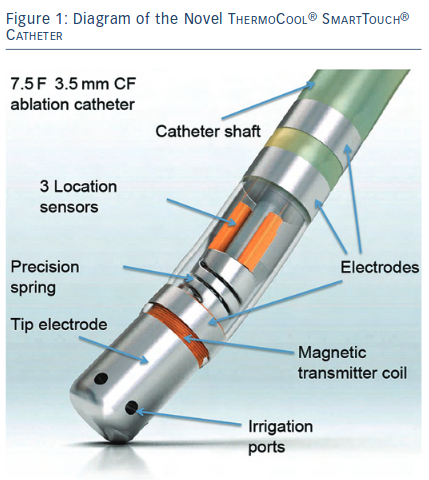 Figure 1: Diagram of the Novel THERMOCOOL® SMARTTOUCH®
CATHETER
7.5 F 3.5 mm CF
ablation catheter
Catheter shaft
3 Location
sensors
Precision
spring
Electrodes
Tip electrode
Magnetic
transmitter coil
Irrigation
ports